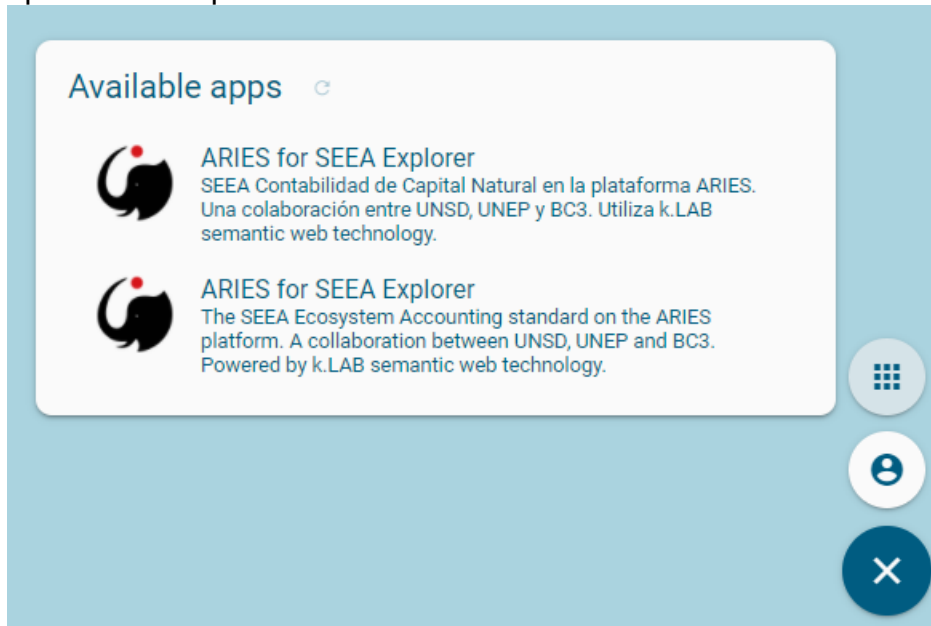 Available apps
ARIES for SEEA Explorer
SEEA Contabilidad de Capital Natural en la plataforma ARIES.
Una colaboración entre UNSD, UNEP y BC3. Utiliza k.LAB
semantic web technology.
ARIES for SEEA Explorer
The SEEA Ecosystem Accounting standard on the ARIES
platform. A collaboration between UNSD, UNEP and BC3.
Powered by k.LAB semantic web technology.